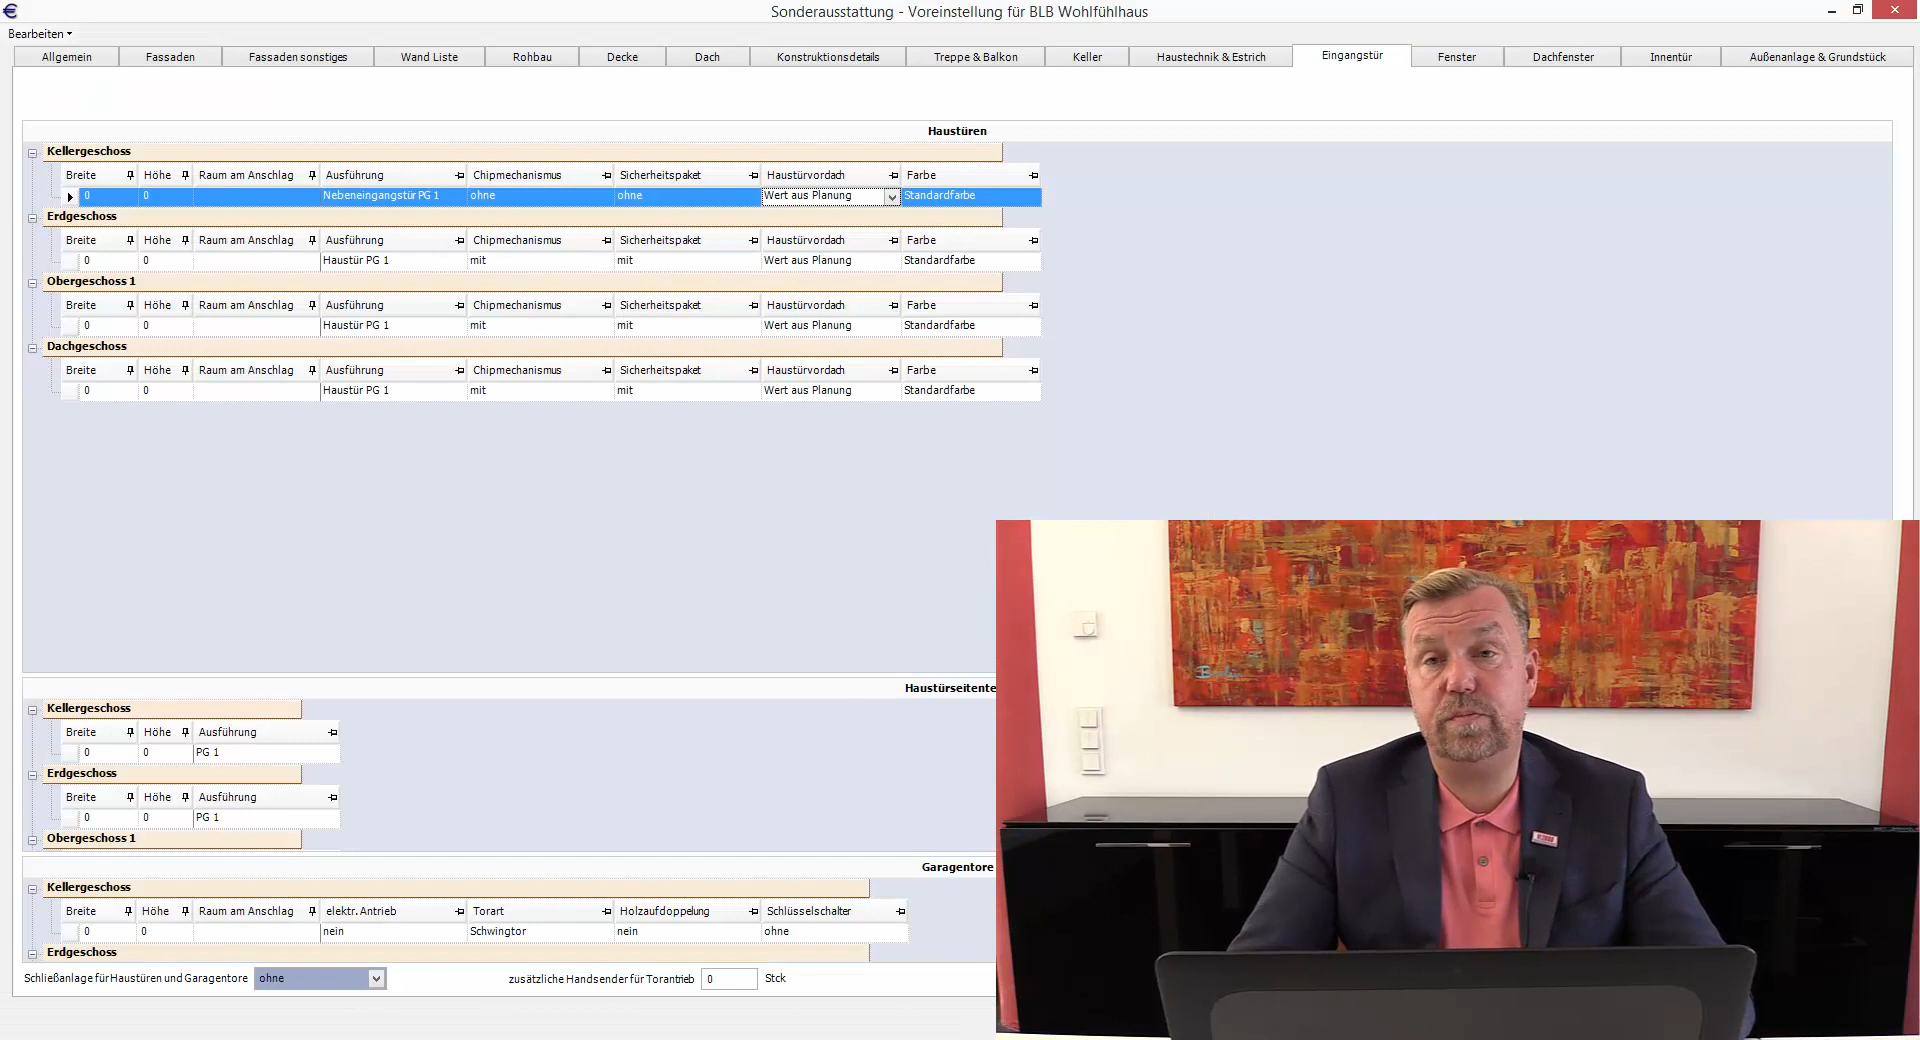 Sonderausstattung - Voreinstellung für BLB Wohlfühlhaus
Bearbeiten
Allgemein Fassaden Fassaden sonstiges Wand Liste Rohbau Decke Dach Konstruktionsdetails Treppe & Balkon Keller Haustechnik & Estrich Eingangstür Fenster Dachfenster Innentür Außenanlage & Grundstück
Haustüren
Kellergeschoss
Breite Höhe Raum am Anschlag Ausführung Chipmechanismus Sicherheitspaket Haustürvordach Farbe
0 0 Nebeneingangstür PG 1 ohne ohne Wert aus Planung Standardfarbe
Erdgeschoss
Breite Höhe Raum am Anschlag Ausführung Chipmechanismus Sicherheitspaket Haustürvordach Farbe
0 0 Haustür PG 1 mit mit Wert aus Planung Standardfarbe
Obergeschoss 1
Breite Höhe Raum am Anschlag Ausführung Chipmechanismus Sicherheitspaket Haustürvordach Farbe
0 0 Haustür PG 1 mit mit Wert aus Planung Standardfarbe
Dachgeschoss
Breite Höhe Raum am Anschlag Ausführung Chipmechanismus Sicherheitspaket Haustürvordach Farbe
0 0 Haustür PG 1 mit mit Wert aus Planung Standardfarbe
Haustürseitente
Kellergeschoss
Breite Höhe Ausführung
0 0 PG 1
Erdgeschoss
Breite Höhe Ausführung
0 0 PG 1
Obergeschoss 1
Garagentore
Kellergeschoss
Breite Höhe Raum am Anschlag elektr. Antrieb Torart Holzaufdoppelung Schlüsselschalter
0 0 nein Schwingtor nein ohne
Erdgeschoss
Schließanlage für Haustüren und Garagentore ohne zusätzliche Handsender für Torantrieb 0 Stck